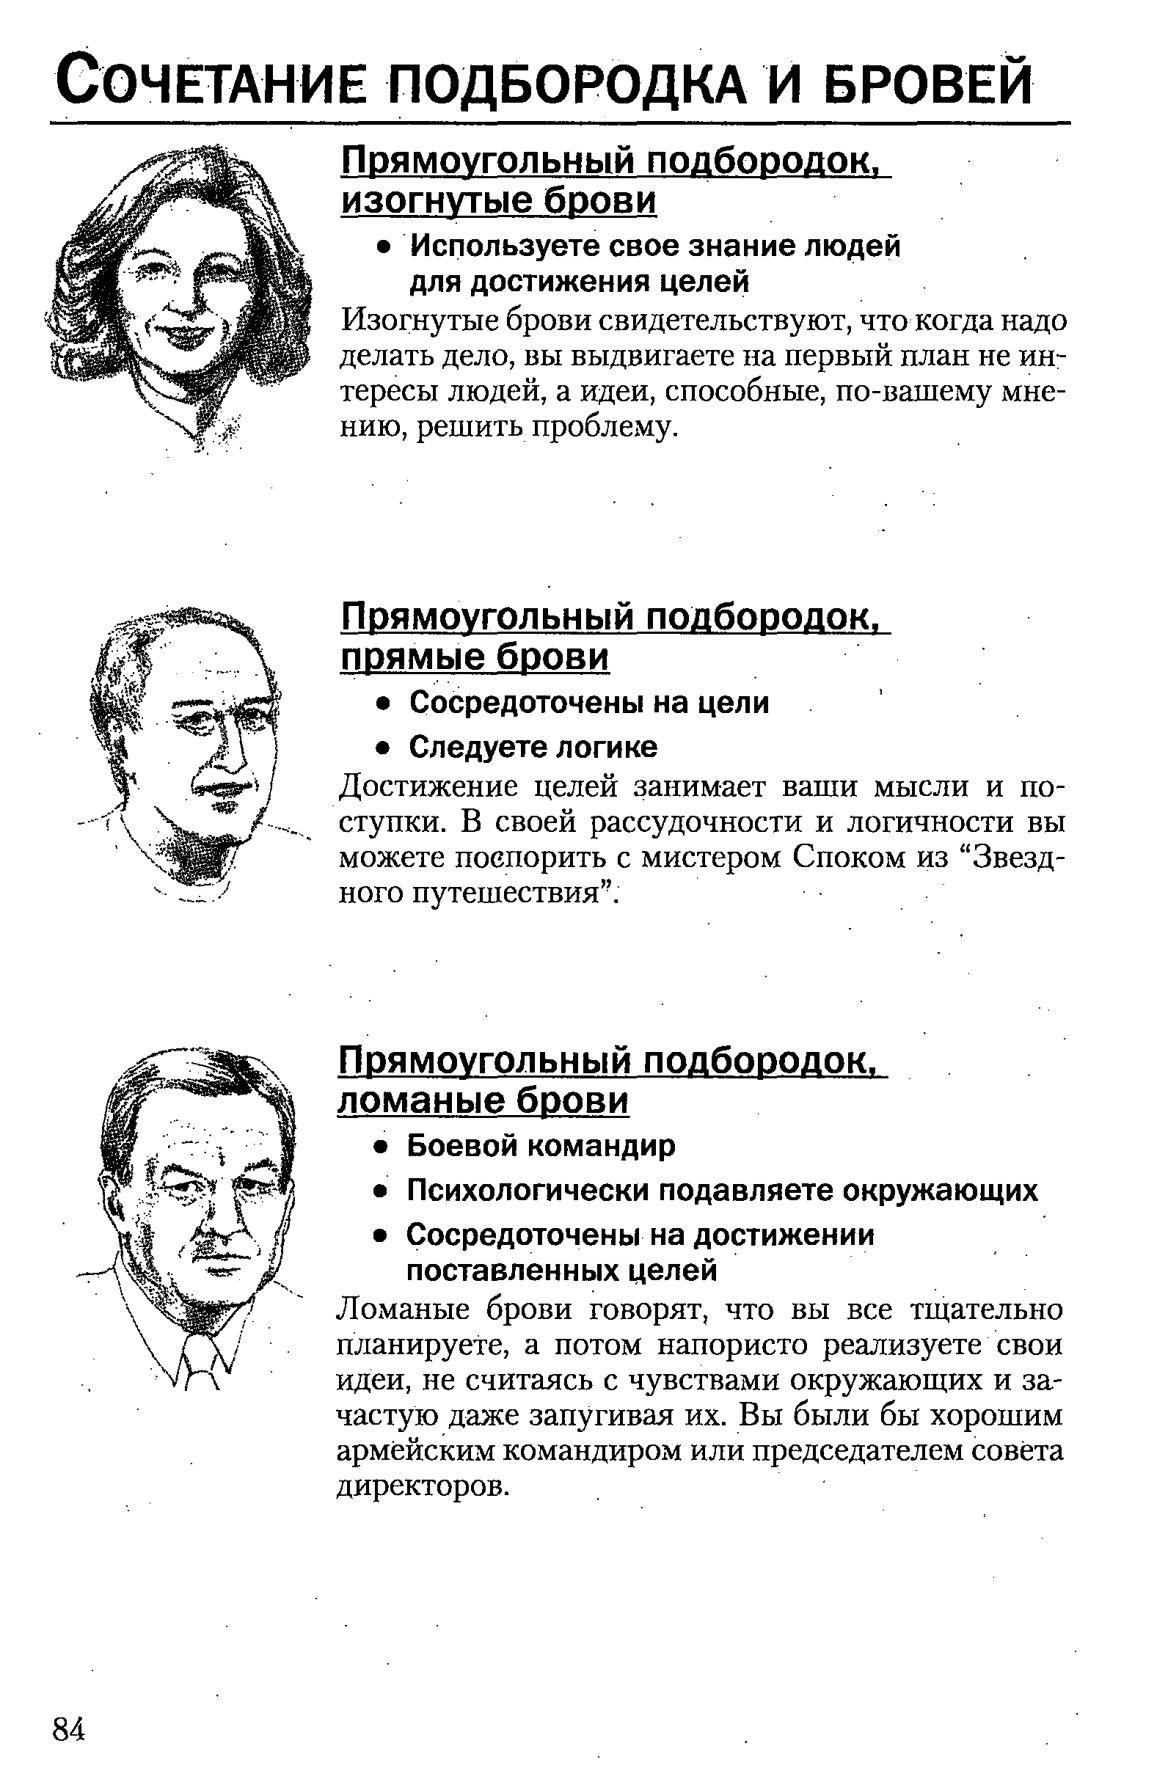 Сочетание подбородка и бровей
Прямоугольный подбородок,
изогнутые брови
• Используете свое знание людей
для достижения целей
Изогнутые брови свидетельствуют, что когда надо
делать дело, вы выдвигаете на первый план не ин-
тересы людей, а идеи, способные, по-вашему мне-
нию, решить проблему.
Прямоугольный подбородок,
прямые брови
• Сосредоточены на цели
• Следуете логике
Достижение целей занимает ваши мысли и по-
ступки. В своей рассудочности и логичности вы
можете поспорить с мистером Споком из “Звезд-
ного путешествия”.
Прямоугольный подбородок,
ломаные брови
• Боевой командир
• Психологически подавляете окружающих
• Сосредоточены на достижении
поставленных целей
Ломаные брови говорят, что вы все тщательно
планируете, а потом напористо реализуете свои
идеи, не считаясь с чувствами окружающих и за-
частую даже запугивая их. Вы были бы хорошим
армейским командиром или председателем совета
директоров.
84